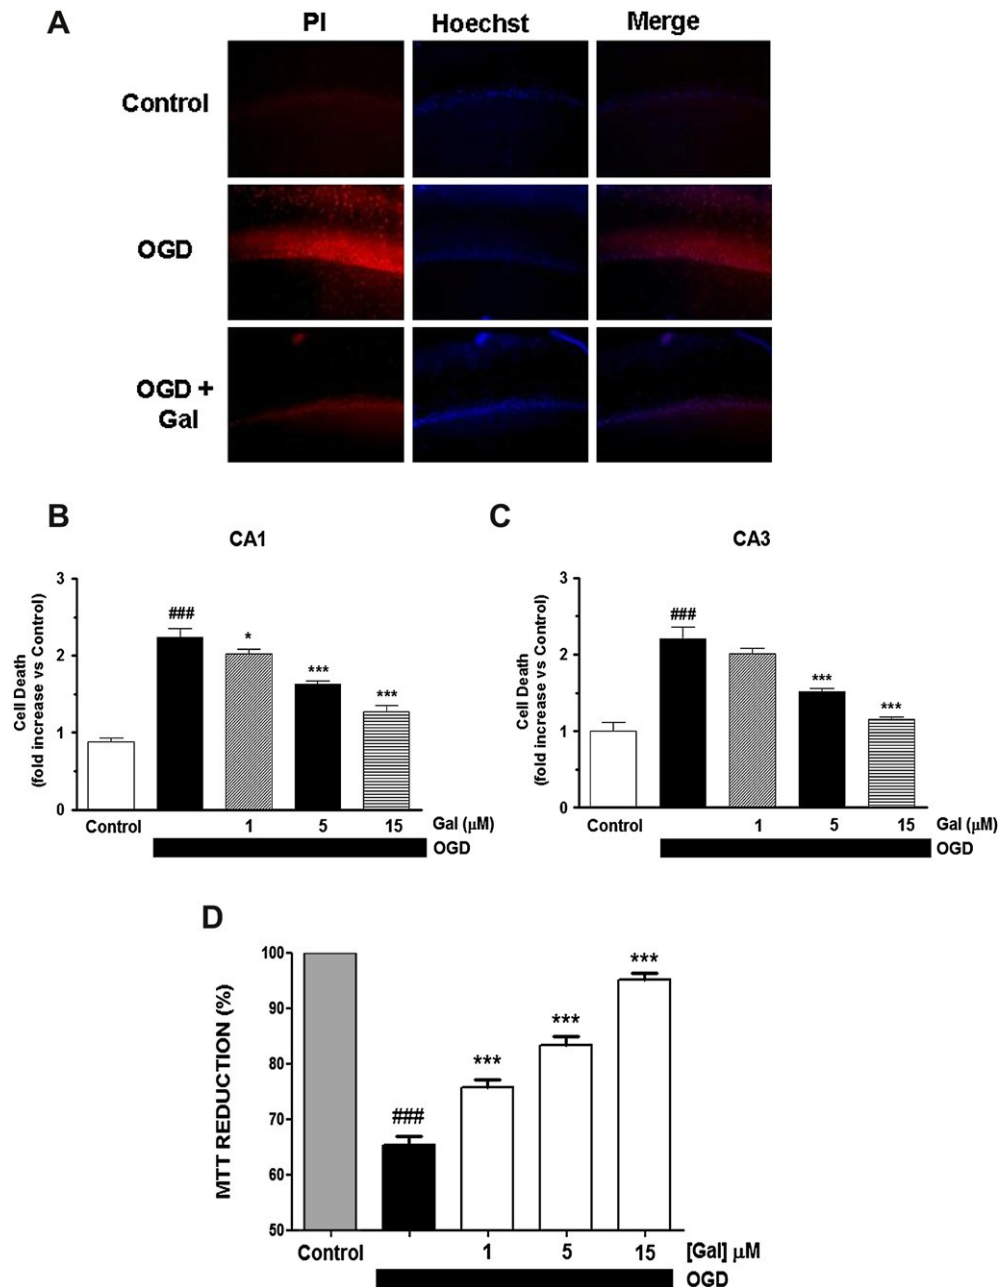 A
PI Hoechst Merge
Control
OGD
OGD +
Gal
B
C
CA1
CA3
Cell Death
(fold increase vs Control)
3
2
1
0
###
*
***
***
Control 1 5 15 Gal (μM)
OGD
Cell Death
(fold increase vs Control)
3
2
1
0
###
***
***
Control 1 5 15 Gal (μM)
OGD
D
MTT REDUCTION (%)
100
90
80
70
60
50
###
***
***
***
Control 1 5 15 [Gal] μM
OGD